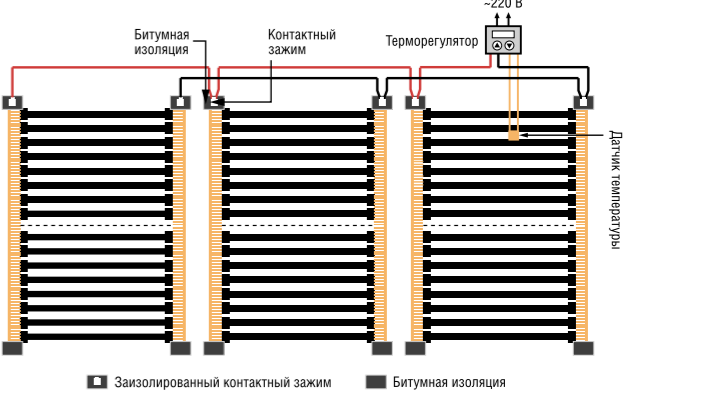 ~220 В
Битумная
изоляция
Контактный
зажим
Терморегулятор
Датчик температуры
Заизолированный контактный зажим
Битумная изоляция